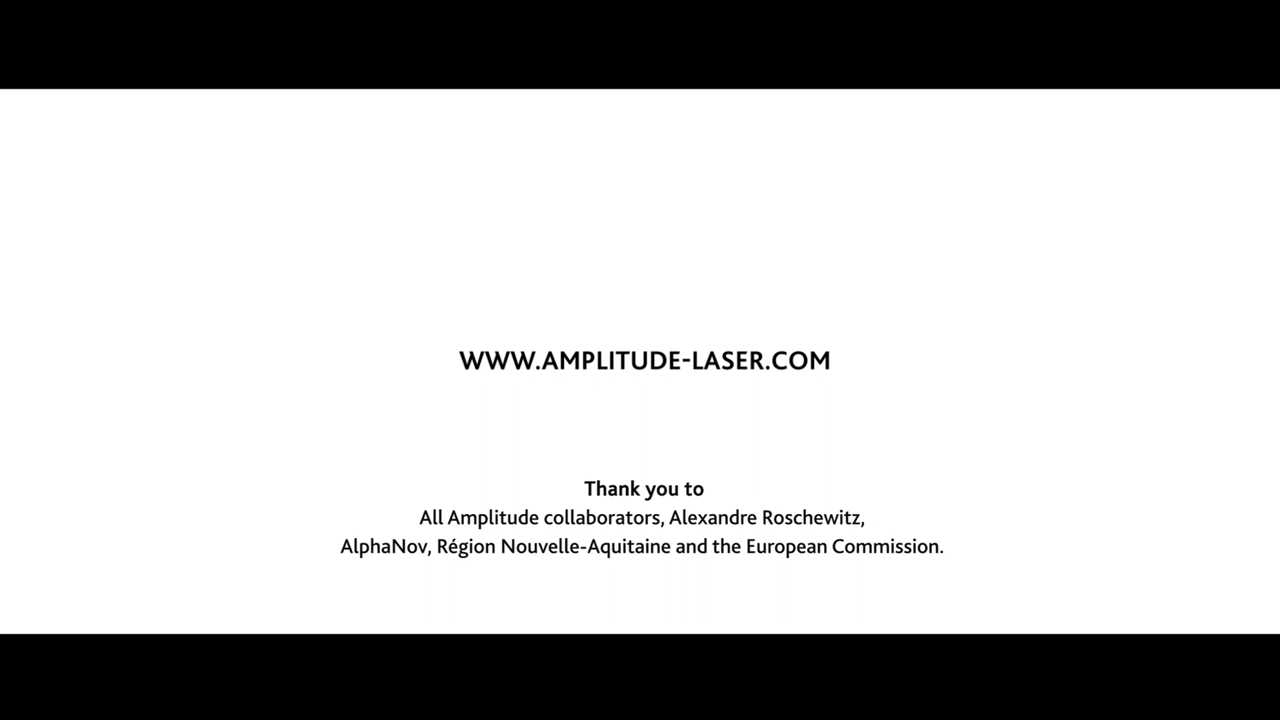 WWW.AMPLITUDE-LASER.COM
Thank you to
All Amplitude collaborators, Alexandre Roschewitz,
AlphaNov, Région Nouvelle-Aquitaine and the European Commission.